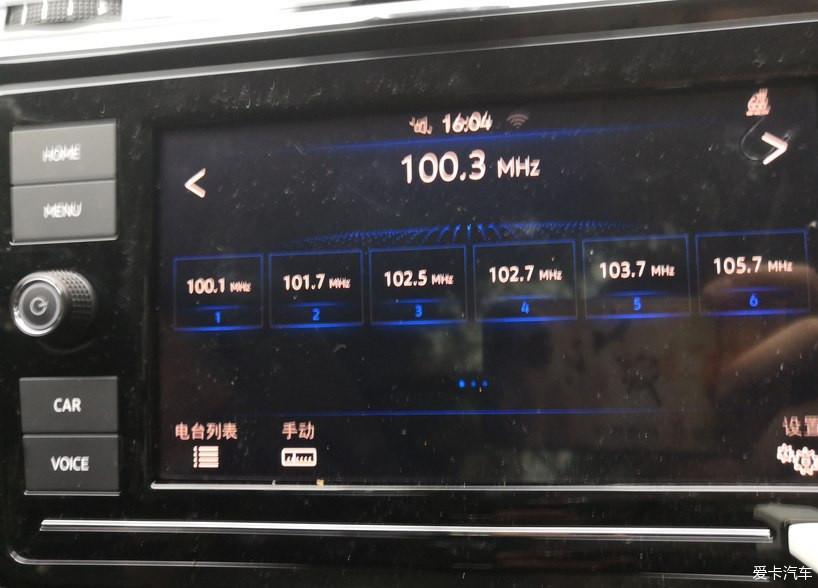 16:04
100.3 MHz
HOME
MENU
100.1 MHz
101.7 MHz
102.5 MHz
102.7 MHz
103.7 MHz
105.7 MHz
1
2
3
4
5
6
CAR
VOICE
电台列表
手动
设置
爱卡汽车